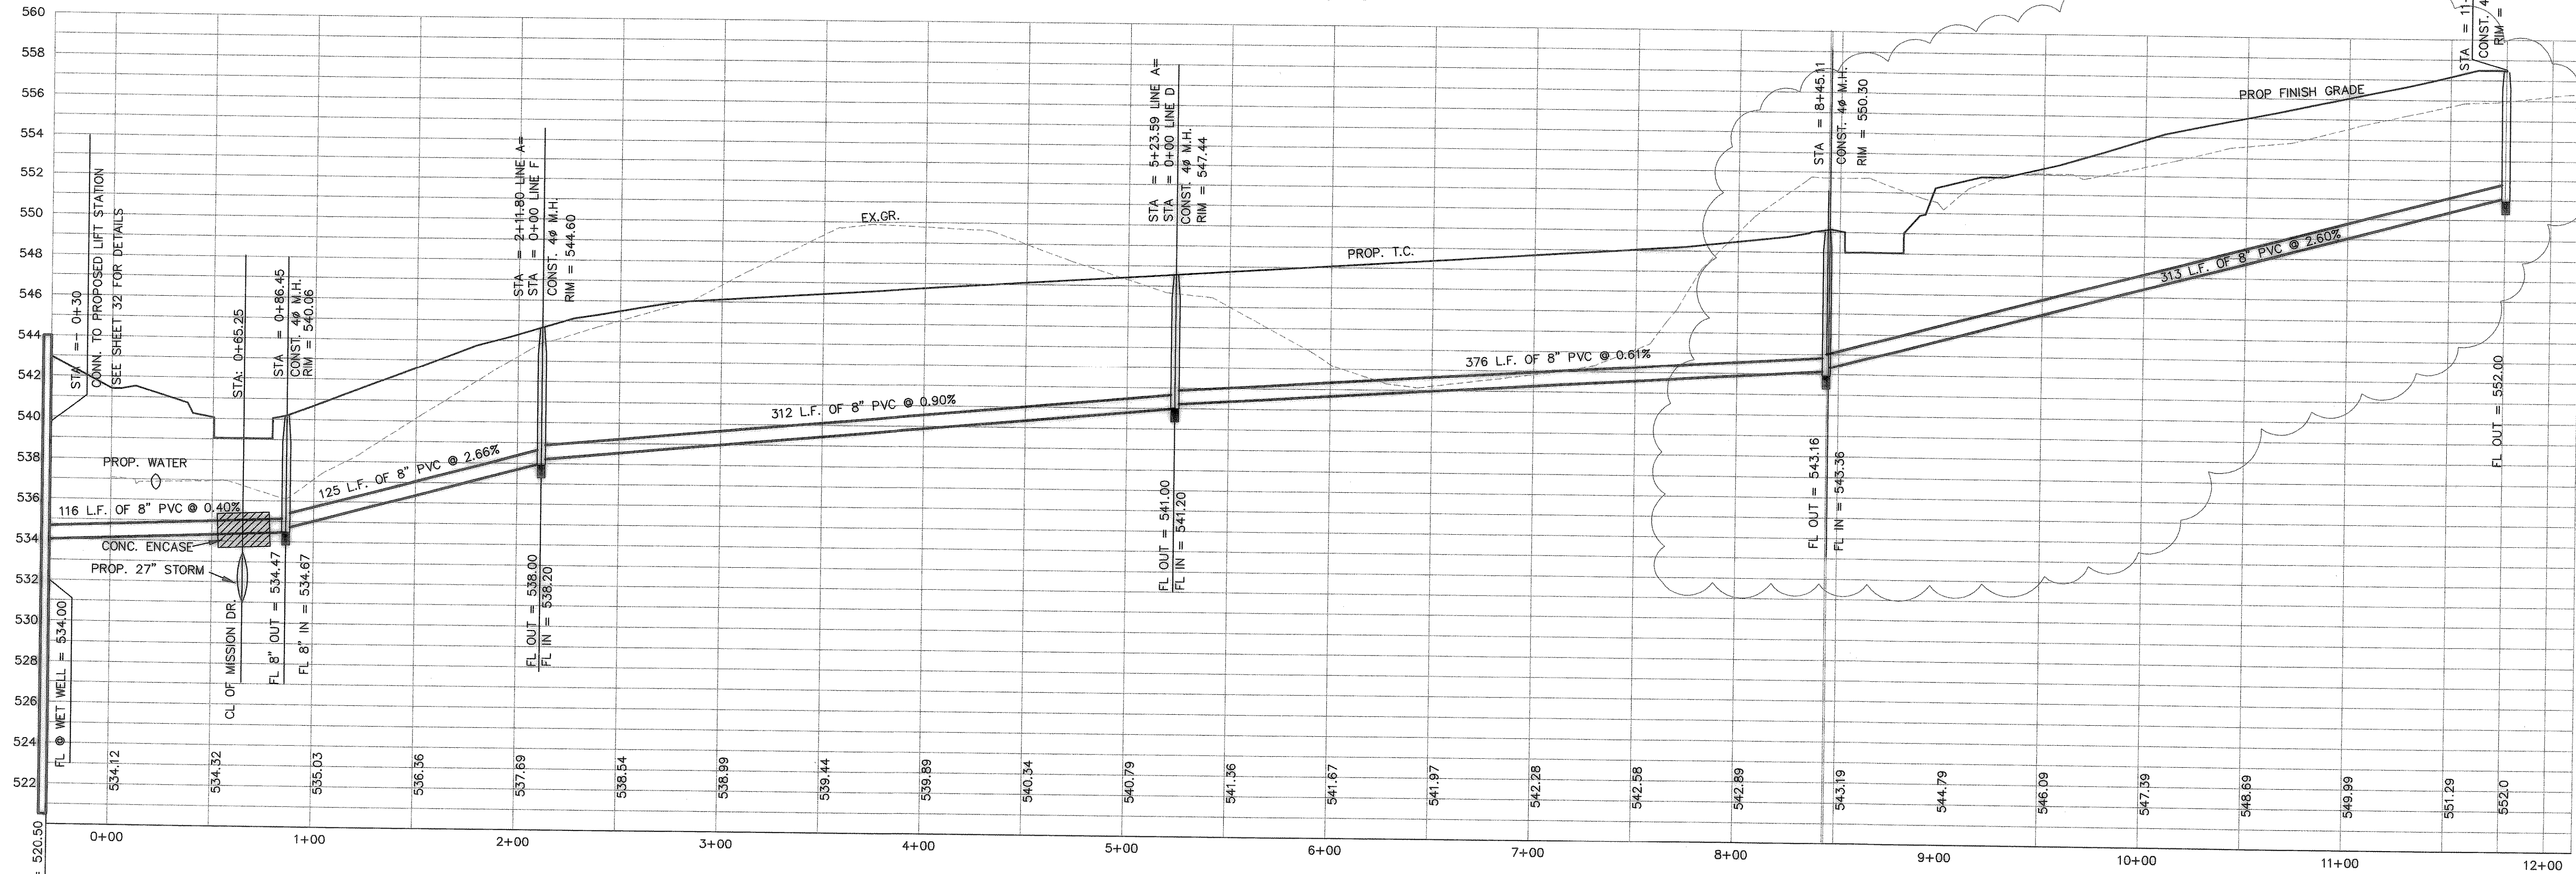 560
558
556
554
552
550
548
546
544
542
540
538
536
534
532
530
528
526
524
522
520.50
STA =- 0+30
CONN. TO PROPOSED LIFT STATION
SEE SHEET 32 FOR DETAILS
STA: 0+65.25
STA = 0+86.45
CONST. 4ø M.H.
RIM = 540.06
STA = 2+11.80 LINE A=
STA = 0+00 LINE F
CONST. 4ø M.H.
RIM = 544.60
EX.GR.
STA = 5+23.59 LINE A=
STA = 0+00 LINE D
CONST. 4ø M.H.
RIM = 547.44
PROP. T.C.
STA = 8+45.11
CONST. 4ø M.H.
RIM = 550.30
PROP FINISH GRADE
STA = 11
CONST. 4
RIM =
PROP. WATER
116 L.F. OF 8" PVC @ 0.40%
125 L.F. OF 8" PVC @ 2.66%
312 L.F. OF 8" PVC @ 0.90%
376 L.F. OF 8" PVC @ 0.61%
313 L.F. OF 8" PVC @ 2.60%
CONC. ENCASE
PROP. 27" STORM
FL @ WET WELL = 534.00
CL OF MISSION DR.
FL 8" OUT = 534.47
FL 8" IN = 534.67
FL OUT = 538.00
FL IN = 538.20
FL OUT = 541.00
FL IN = 541.20
FL OUT = 543.16
FL IN = 543.36
FL OUT = 552.00
534.12
534.32
535.03
536.36
537.69
538.54
538.99
539.44
539.89
540.34
540.79
541.36
541.67
541.97
542.28
542.58
542.89
543.19
544.79
546.09
547.39
548.69
549.99
551.29
552.0
0+00
1+00
2+00
3+00
4+00
5+00
6+00
7+00
8+00
9+00
10+00
11+00
12+00